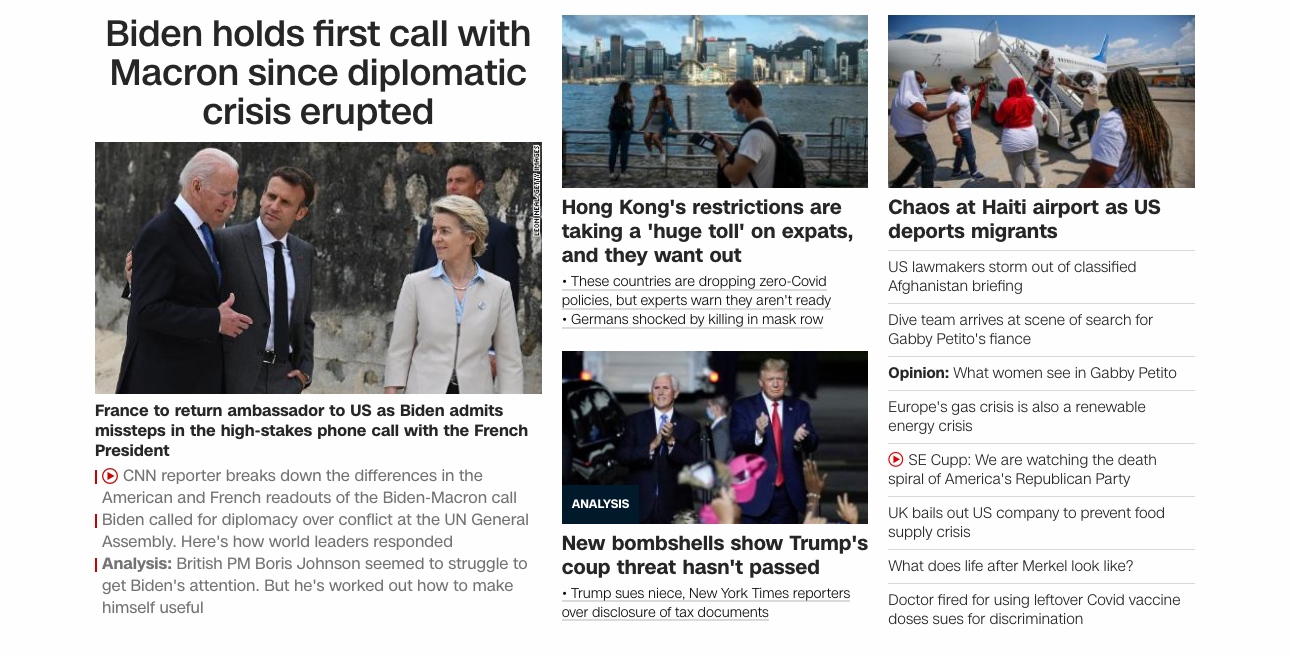 Biden holds first call with
Macron since diplomatic
crisis erupted
LEON NEAL/GETTY IMAGES
France to return ambassador to US as Biden admits
missteps in the high-stakes phone call with the French
President
CNN reporter breaks down the differences in the
American and French readouts of the Biden-Macron call
Biden called for diplomacy over conflict at the UN General
Assembly. Here's how world leaders responded
Analysis: British PM Boris Johnson seemed to struggle to
get Biden's attention. But he's worked out how to make
himself useful
Hong Kong's restrictions are
taking a 'huge toll' on expats,
and they want out
• These countries are dropping zero-Covid
policies, but experts warn they aren't ready
• Germans shocked by killing in mask row
ANALYSIS
New bombshells show Trump's
coup threat hasn't passed
• Trump sues niece, New York Times reporters
over disclosure of tax documents
Chaos at Haiti airport as US
deports migrants
US lawmakers storm out of classified
Afghanistan briefing
Dive team arrives at scene of search for
Gabby Petito's fiance
Opinion: What women see in Gabby Petito
Europe's gas crisis is also a renewable
energy crisis
SE Cupp: We are watching the death
spiral of America's Republican Party
UK bails out US company to prevent food
supply crisis
What does life after Merkel look like?
Doctor fired for using leftover Covid vaccine
doses sues for discrimination